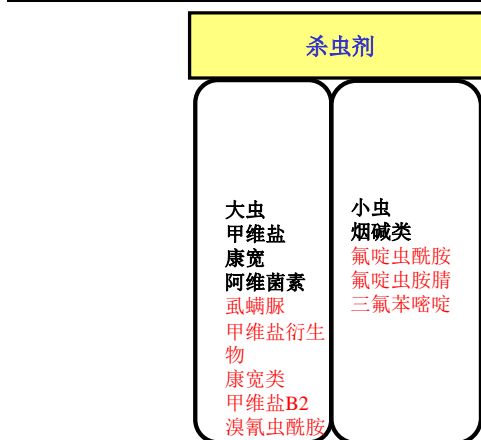 杀虫剂
大虫
甲维盐
康宽
阿维菌素
虱螨脲
甲维盐衍生
物
康宽类
甲维盐B2
溴氰虫酰胺
小虫
烟碱类
氟啶虫酰胺
氟啶虫胺腈
三氟苯嘧啶